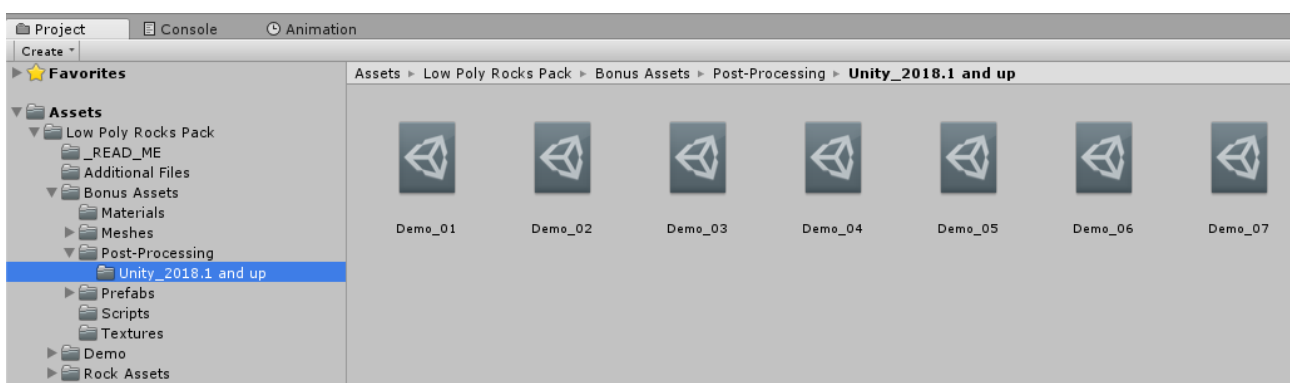 Project Console Animation
Create
Favorites
Assets ▸ Low Poly Rocks Pack ▸ Bonus Assets ▸ Post-Processing ▸ Unity_2018.1 and up
Assets
Low Poly Rocks Pack
_READ_ME
Additional Files
Bonus Assets
Materials
Meshes
Post-Processing
Unity_2018.1 and up
Prefabs
Scripts
Textures
Demo
Rock Assets
Demo_01 Demo_02 Demo_03 Demo_04 Demo_05 Demo_06 Demo_07